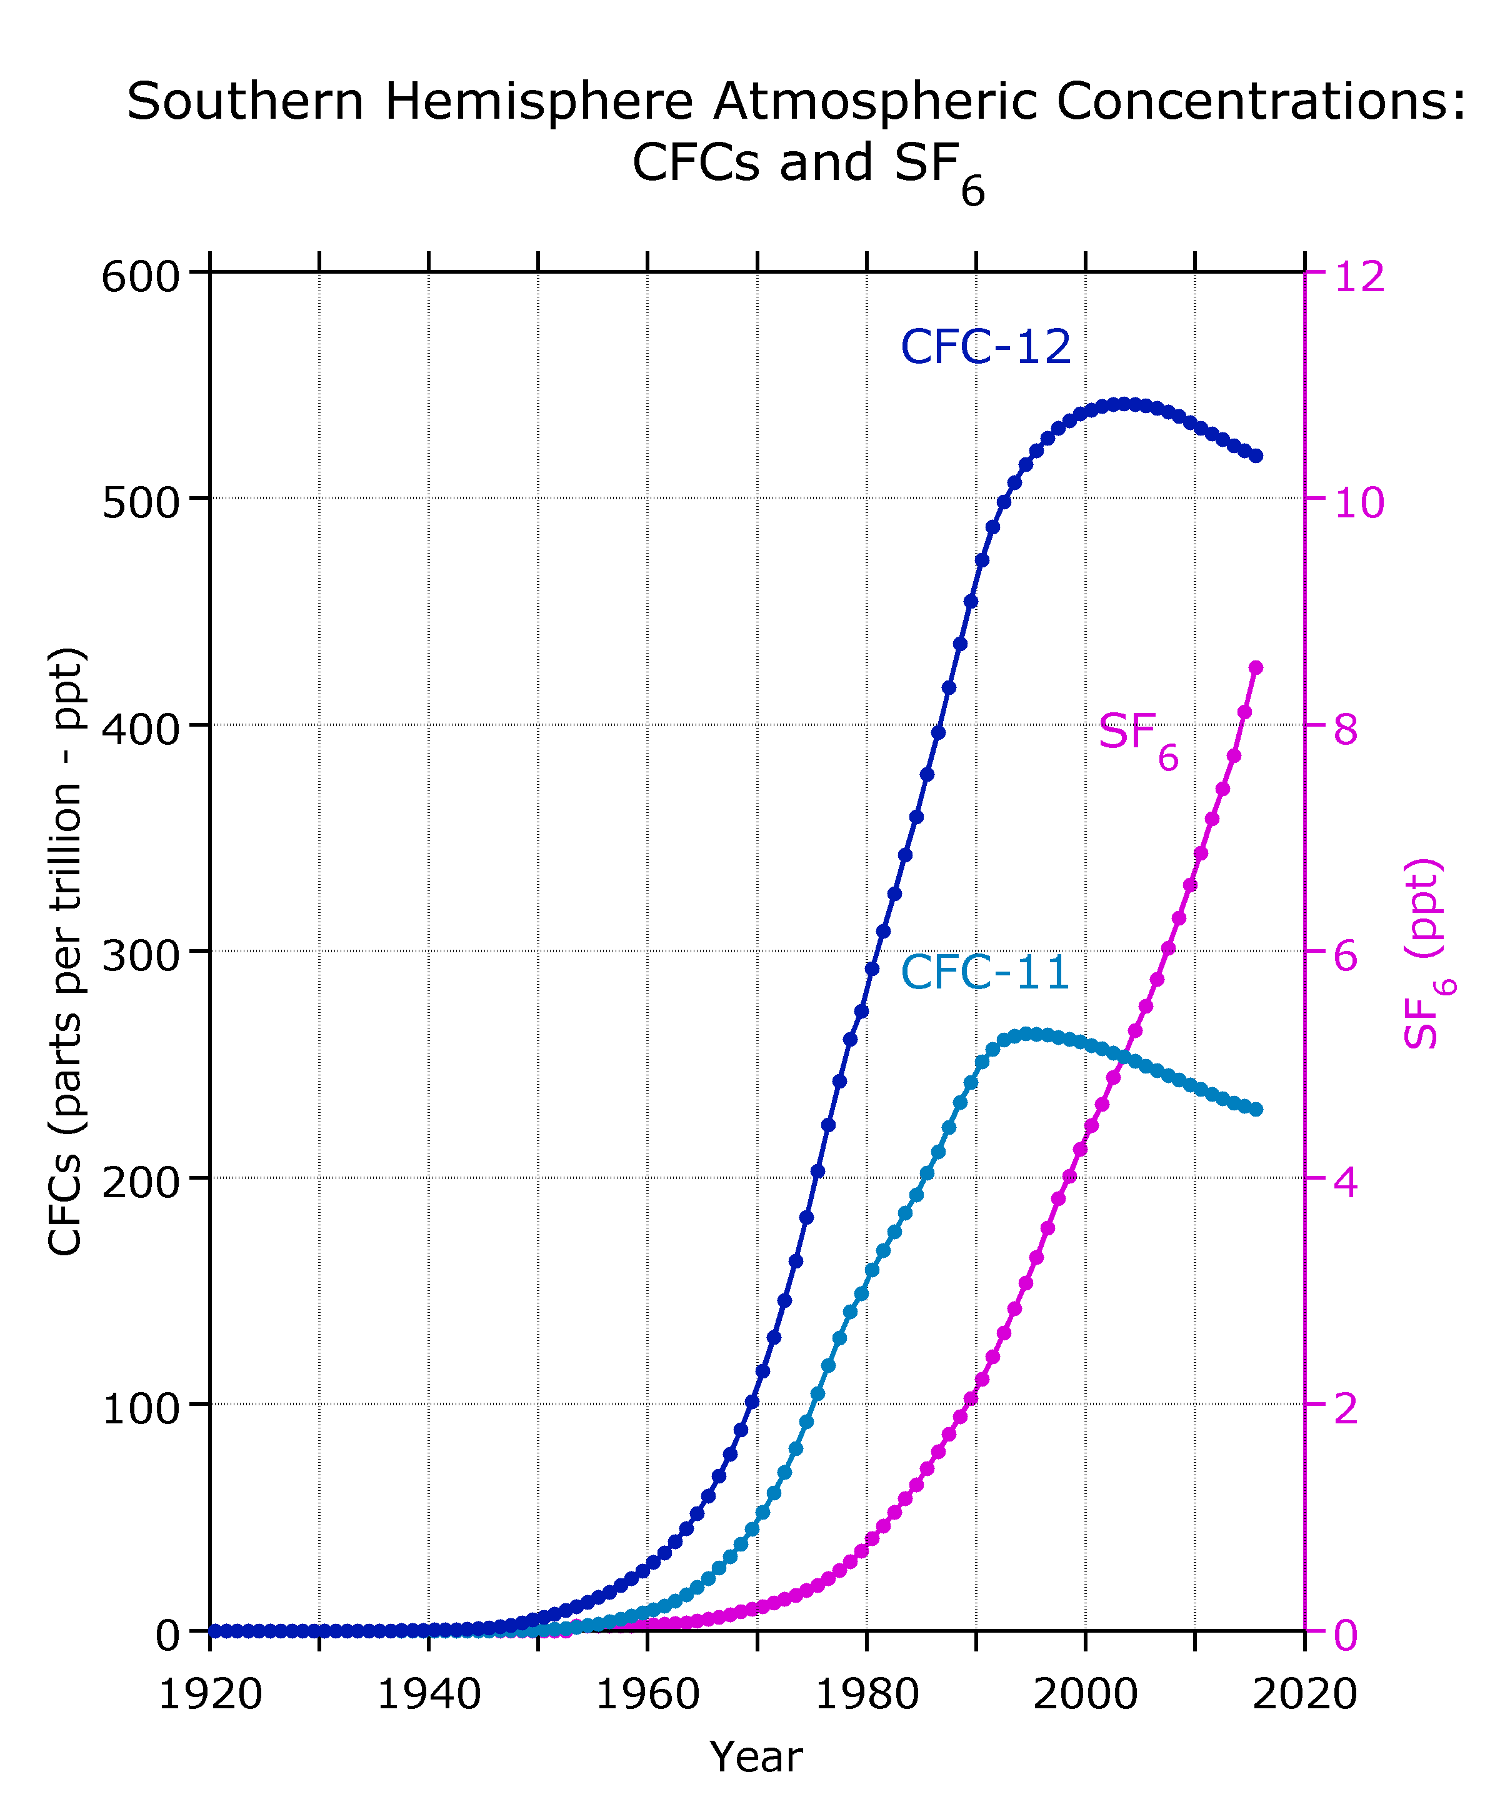 Southern Hemisphere Atmospheric Concentrations:
CFCs and SF6
600
500
400
300
200
100
0
CFCs (parts per trillion - ppt)
CFC-12
SF6
CFC-11
12
10
8
6
4
2
0
SF6 (ppt)
1920
1940
1960
1980
2000
2020
Year